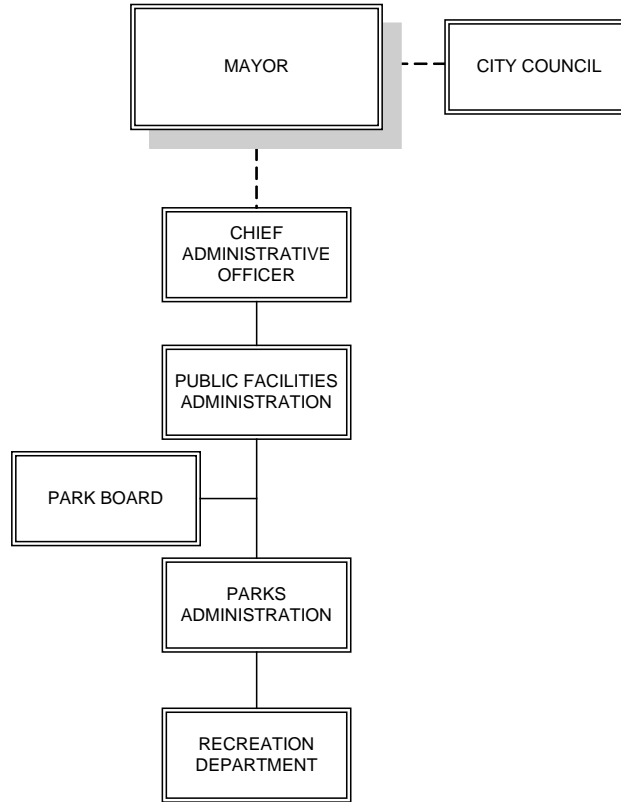 MAYOR
CITY COUNCIL
CHIEF
ADMINISTRATIVE
OFFICER
PUBLIC FACILITIES
ADMINISTRATION
PARK BOARD
PARKS
ADMINISTRATION
RECREATION
DEPARTMENT